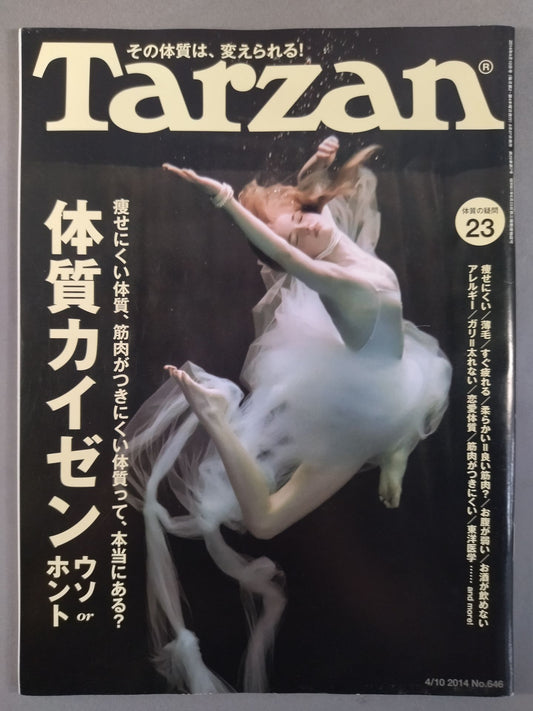 その体質は、変えられる!
Tarzan®
体質の疑問
23
痩せにくい体質、筋肉がつきにくい体質って、本当にある?
体質カイゼン
ウソ
or
ホント
痩せにくい/薄毛/すぐ疲れる/柔らかい=良い筋肉?/お腹が弱い/お酒が飲めない
アレルギー/ガリ=太れない/恋愛体質/筋肉がつきにくい/東洋医学…… and more!
4/10 2014 No.646